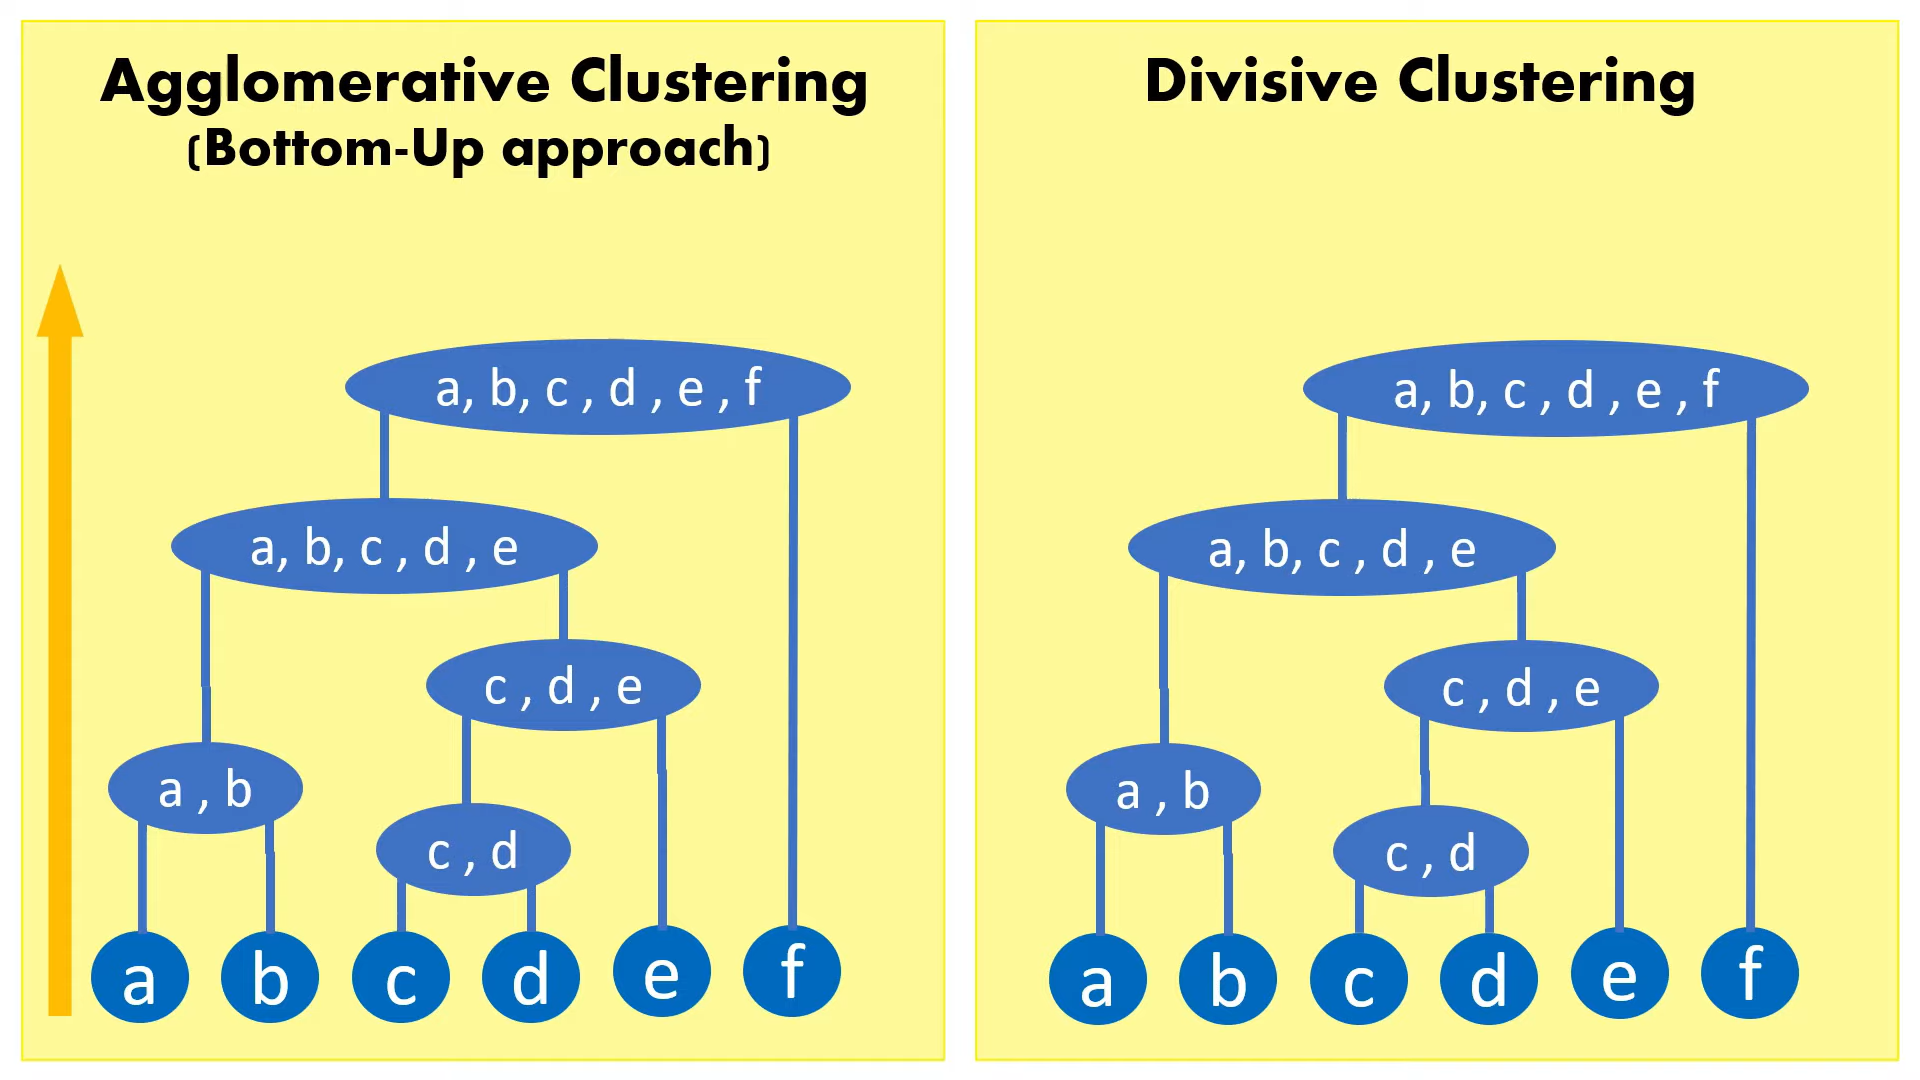 Agglomerative Clustering
(Bottom-Up approach)
a, b, c , d , e , f
a, b, c , d , e
c , d , e
a , b
c , d
a b c d e f
Divisive Clustering
a, b, c , d , e , f
a, b, c , d , e
c , d , e
a , b
c , d
a b c d e f